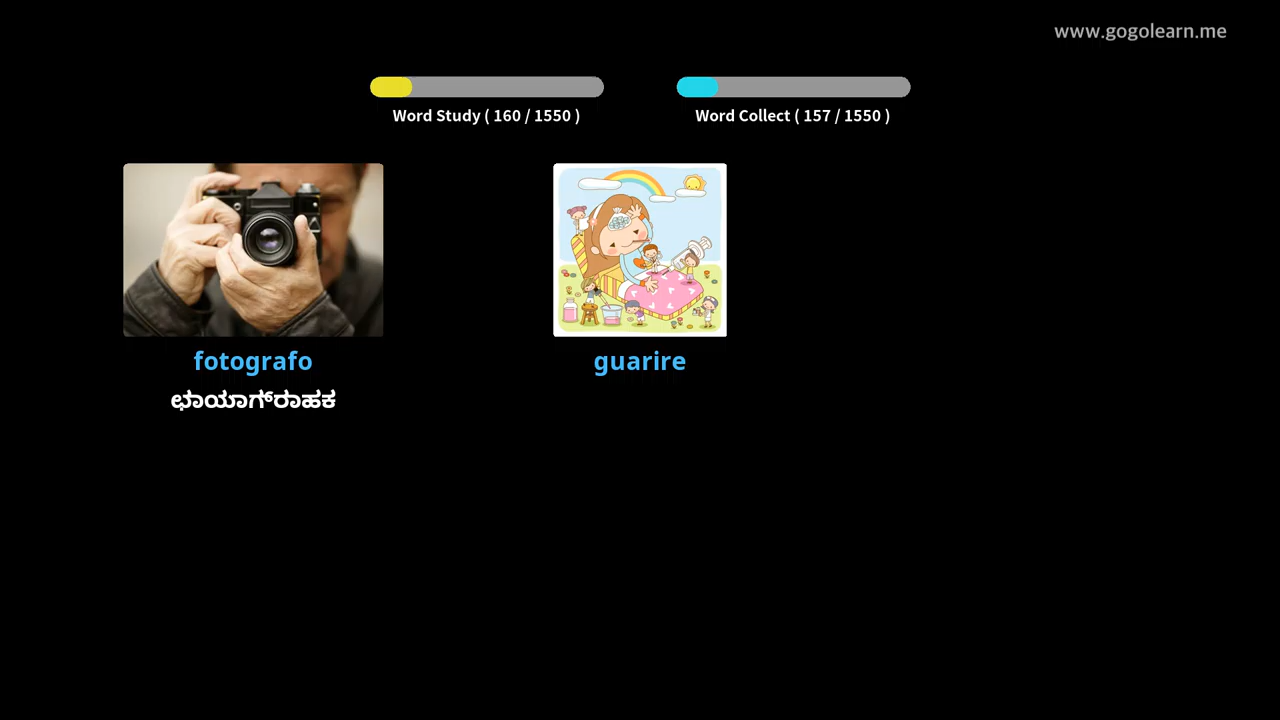 www.gogolearn.me
Word Study ( 160 / 1550 )
Word Collect ( 157 / 1550 )
fotografo
guarire
ಛಾಯಾಗ್‌ರಾಹಕ